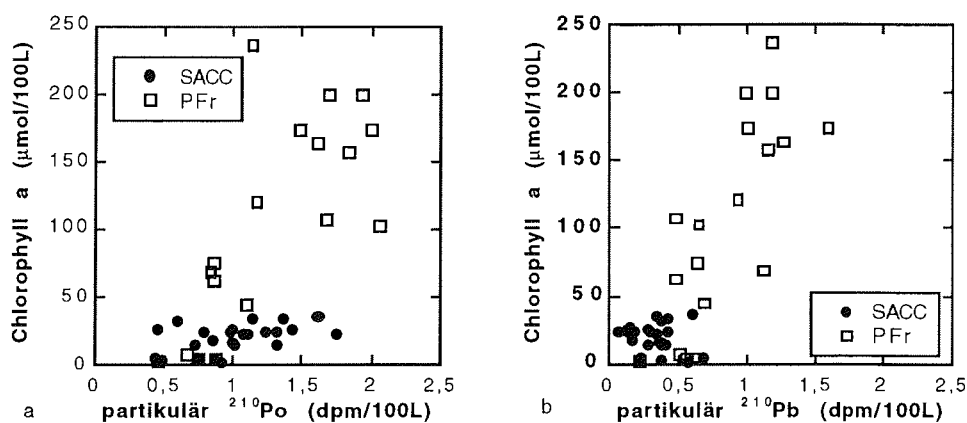 250
200
150
100
50
0
Chlorophyll a (µmol/100L)
SACC
PFr
0 0,5 1 1,5 2 2,5
a partikulär ²¹⁰Po (dpm/100L)
250
200
150
100
50
0
Chlorophyll a (µmol/100L)
SACC
PFr
0 0,5 1 1,5 2 2,5
b partikulär ²¹⁰Pb (dpm/100L)